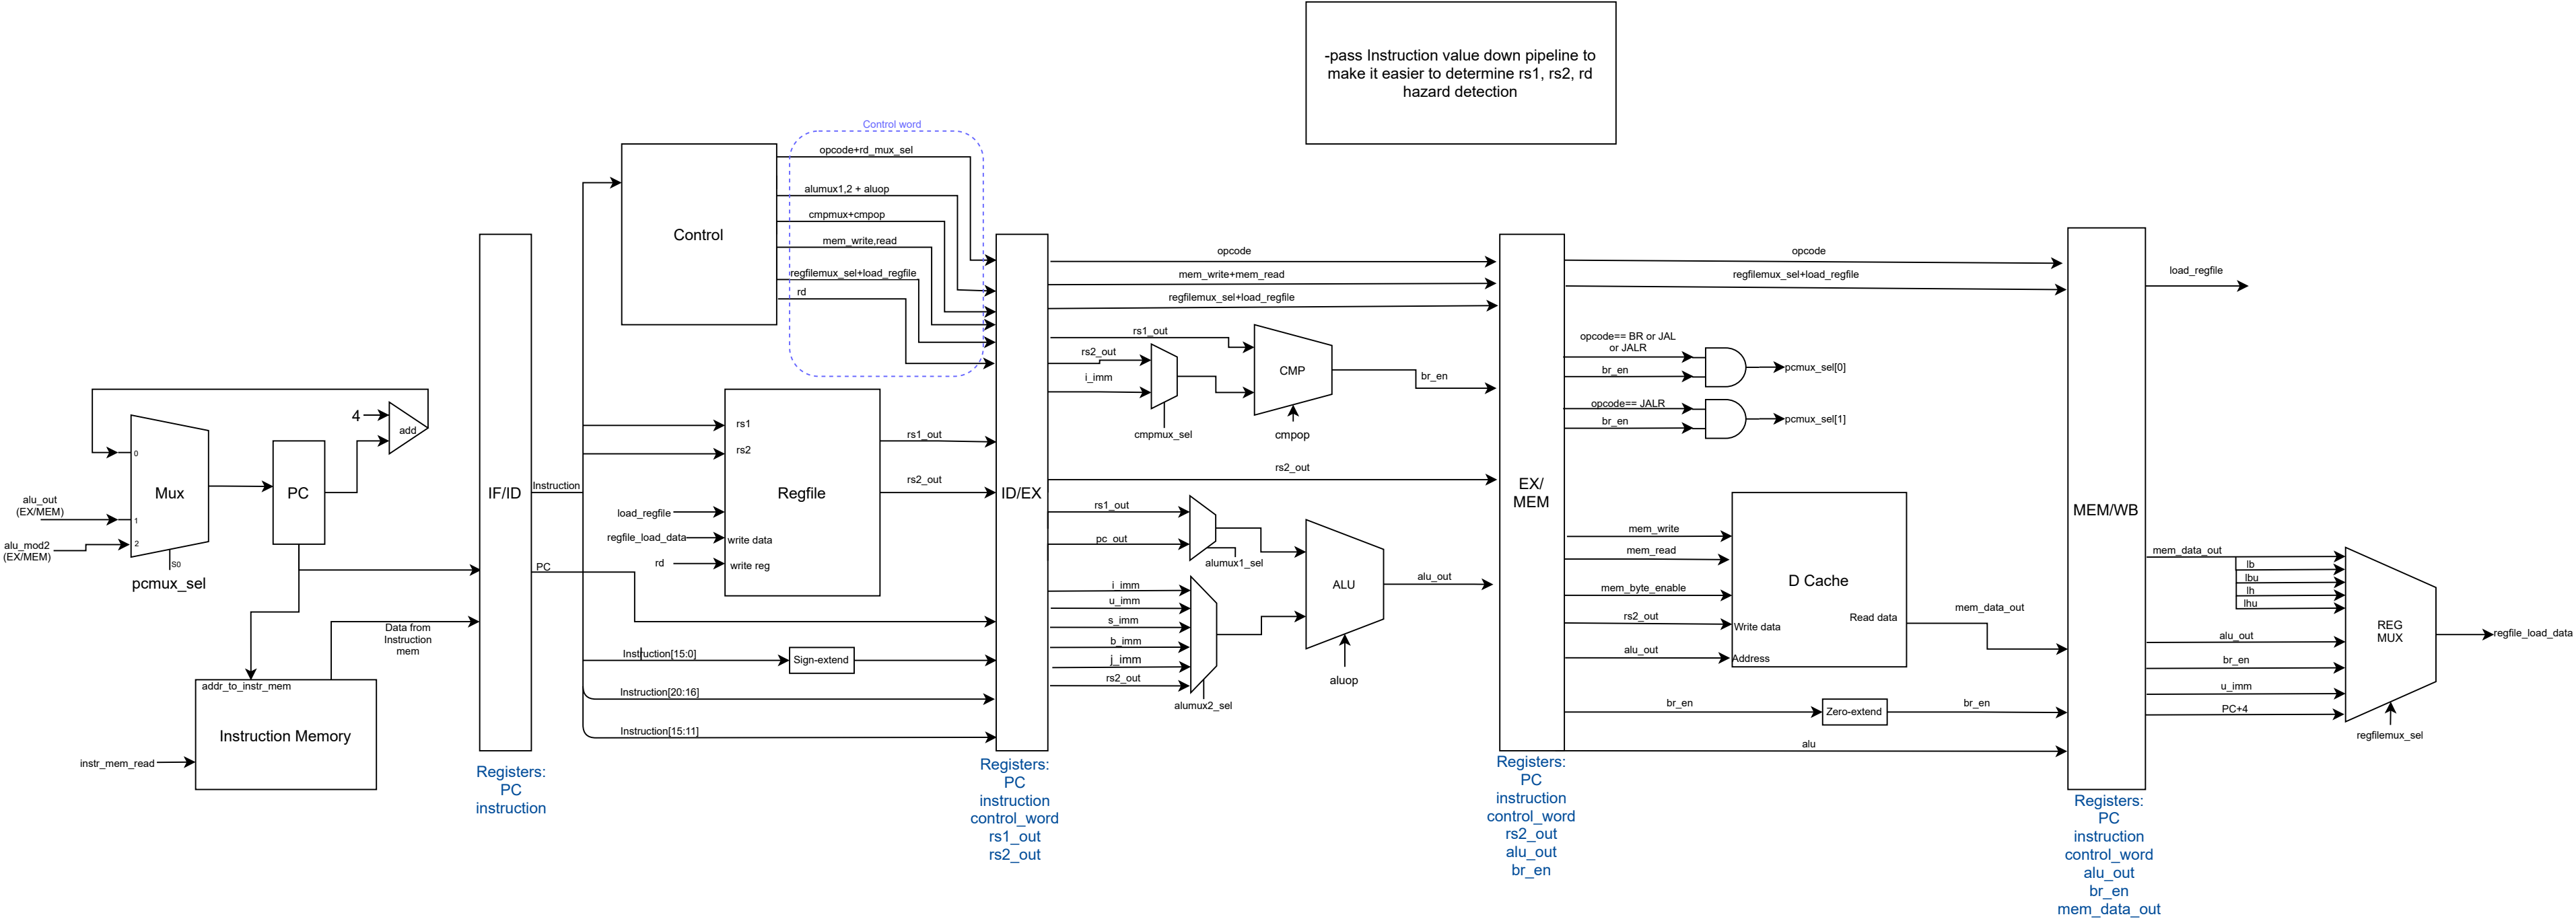 -pass Instruction value down pipeline to
make it easier to determine rs1, rs2, rd
hazard detection
Control word
opcode+rd_mux_sel
alumux1,2 + aluop
cmpmux+cmpop
mem_write,read
regfilemux_sel+load_regfile
rd
Control
4
add
0
Mux
1
2
S0
pcmux_sel
alu_out
(EX/MEM)
alu_mod2
(EX/MEM)
PC
Data from
Instruction
mem
addr_to_instr_mem
Instruction Memory
instr_mem_read
IF/ID
Registers:
PC
instruction
Instruction
PC
rs1
rs2
Regfile
load_regfile
regfile_load_data
rd
write data
write reg
rs1_out
rs2_out
Instruction[15:0]
Sign-extend
Instruction[20:16]
Instruction[15:11]
ID/EX
Registers:
PC
instruction
control_word
rs1_out
rs2_out
opcode
mem_write+mem_read
regfilemux_sel+load_regfile
rs1_out
rs2_out
i_imm
cmpmux_sel
CMP
cmpop
br_en
rs2_out
rs1_out
pc_out
alumux1_sel
i_imm
u_imm
s_imm
b_imm
j_imm
rs2_out
alumux2_sel
ALU
aluop
alu_out
EX/
MEM
Registers:
PC
instruction
control_word
rs2_out
alu_out
br_en
opcode
regfilemux_sel+load_regfile
opcode== BR or JAL
or JALR
br_en
pcmux_sel[0]
opcode== JALR
br_en
pcmux_sel[1]
mem_write
mem_read
mem_byte_enable
rs2_out
alu_out
D Cache
Write data
Address
Read data
mem_data_out
br_en
Zero-extend
br_en
alu
MEM/WB
Registers:
PC
instruction
control_word
alu_out
br_en
mem_data_out
load_regfile
mem_data_out
lb
lbu
lh
lhu
alu_out
br_en
u_imm
PC+4
REG
MUX
regfilemux_sel
regfile_load_data